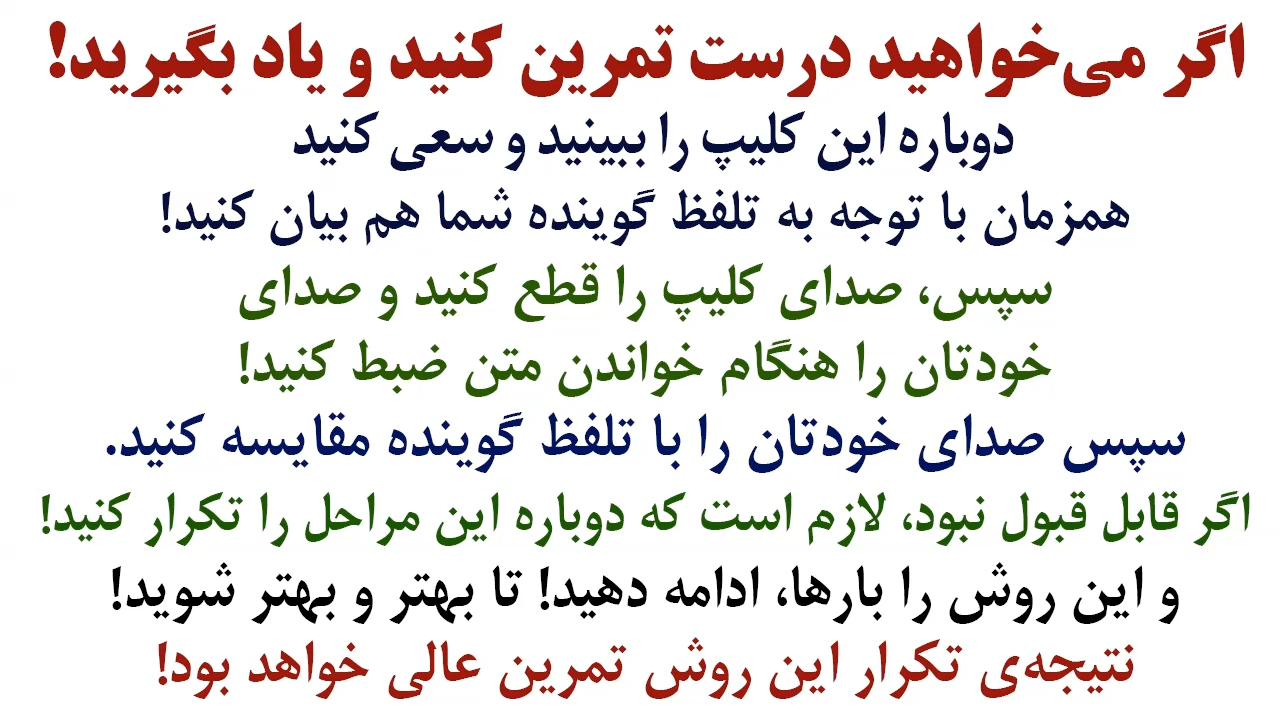 اگر می‌خواهید درست تمرین کنید و یاد بگیرید!
دوباره این کلیپ را ببینید و سعی کنید
همزمان با توجه به تلفظ گوینده شما هم بیان کنید!
سپس، صدای کلیپ را قطع کنید و صدای
خودتان را هنگام خواندن متن ضبط کنید!
سپس صدای خودتان را با تلفظ گوینده مقایسه کنید.
اگر قابل قبول نبود، لازم است که دوباره این مراحل را تکرار کنید!
و این روش را بارها، ادامه دهید! تا بهتر و بهتر شوید!
نتیجه‌ی تکرار این روش تمرین عالی خواهد بود!